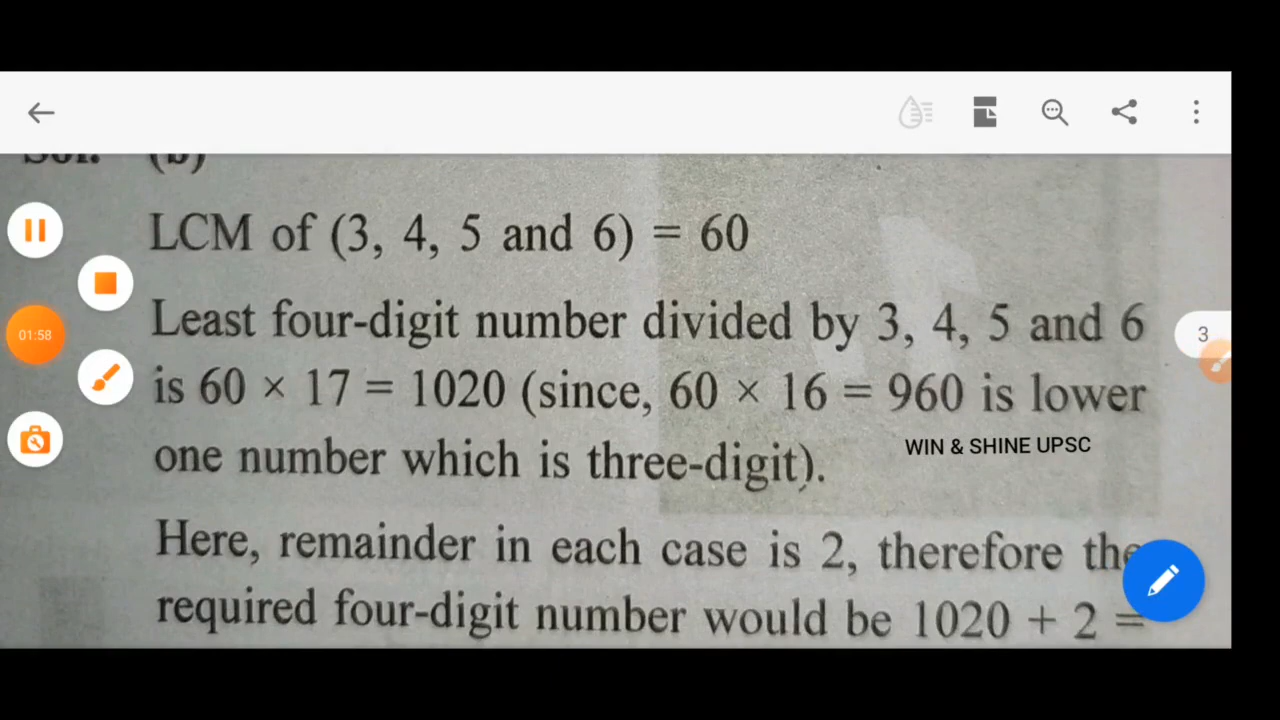 Sol. (b)
LCM of (3, 4, 5 and 6) = 60
01:58
Least four-digit number divided by 3, 4, 5 and 6
3
is 60 × 17 = 1020 (since, 60 × 16 = 960 is lower
WIN & SHINE UPSC
one number which is three-digit).
Here, remainder in each case is 2, therefore the
required four-digit number would be 1020 + 2 =